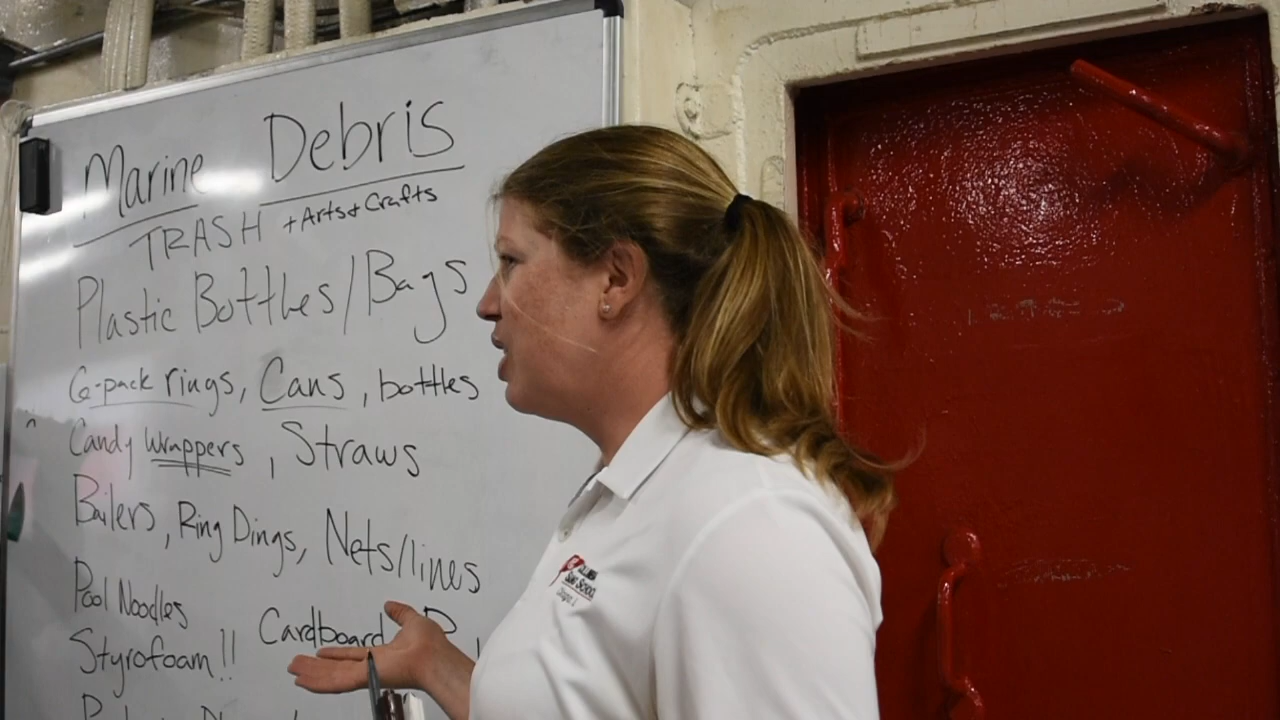 Marine Debris
TRASH + Arts + Crafts
Plastic Bottles/Bags
6-pack rings, Cans, bottles
Candy Wrappers, Straws
Bailers, Ring Dings, Nets/lines
Pool Noodles
Styrofoam!! Cardboard